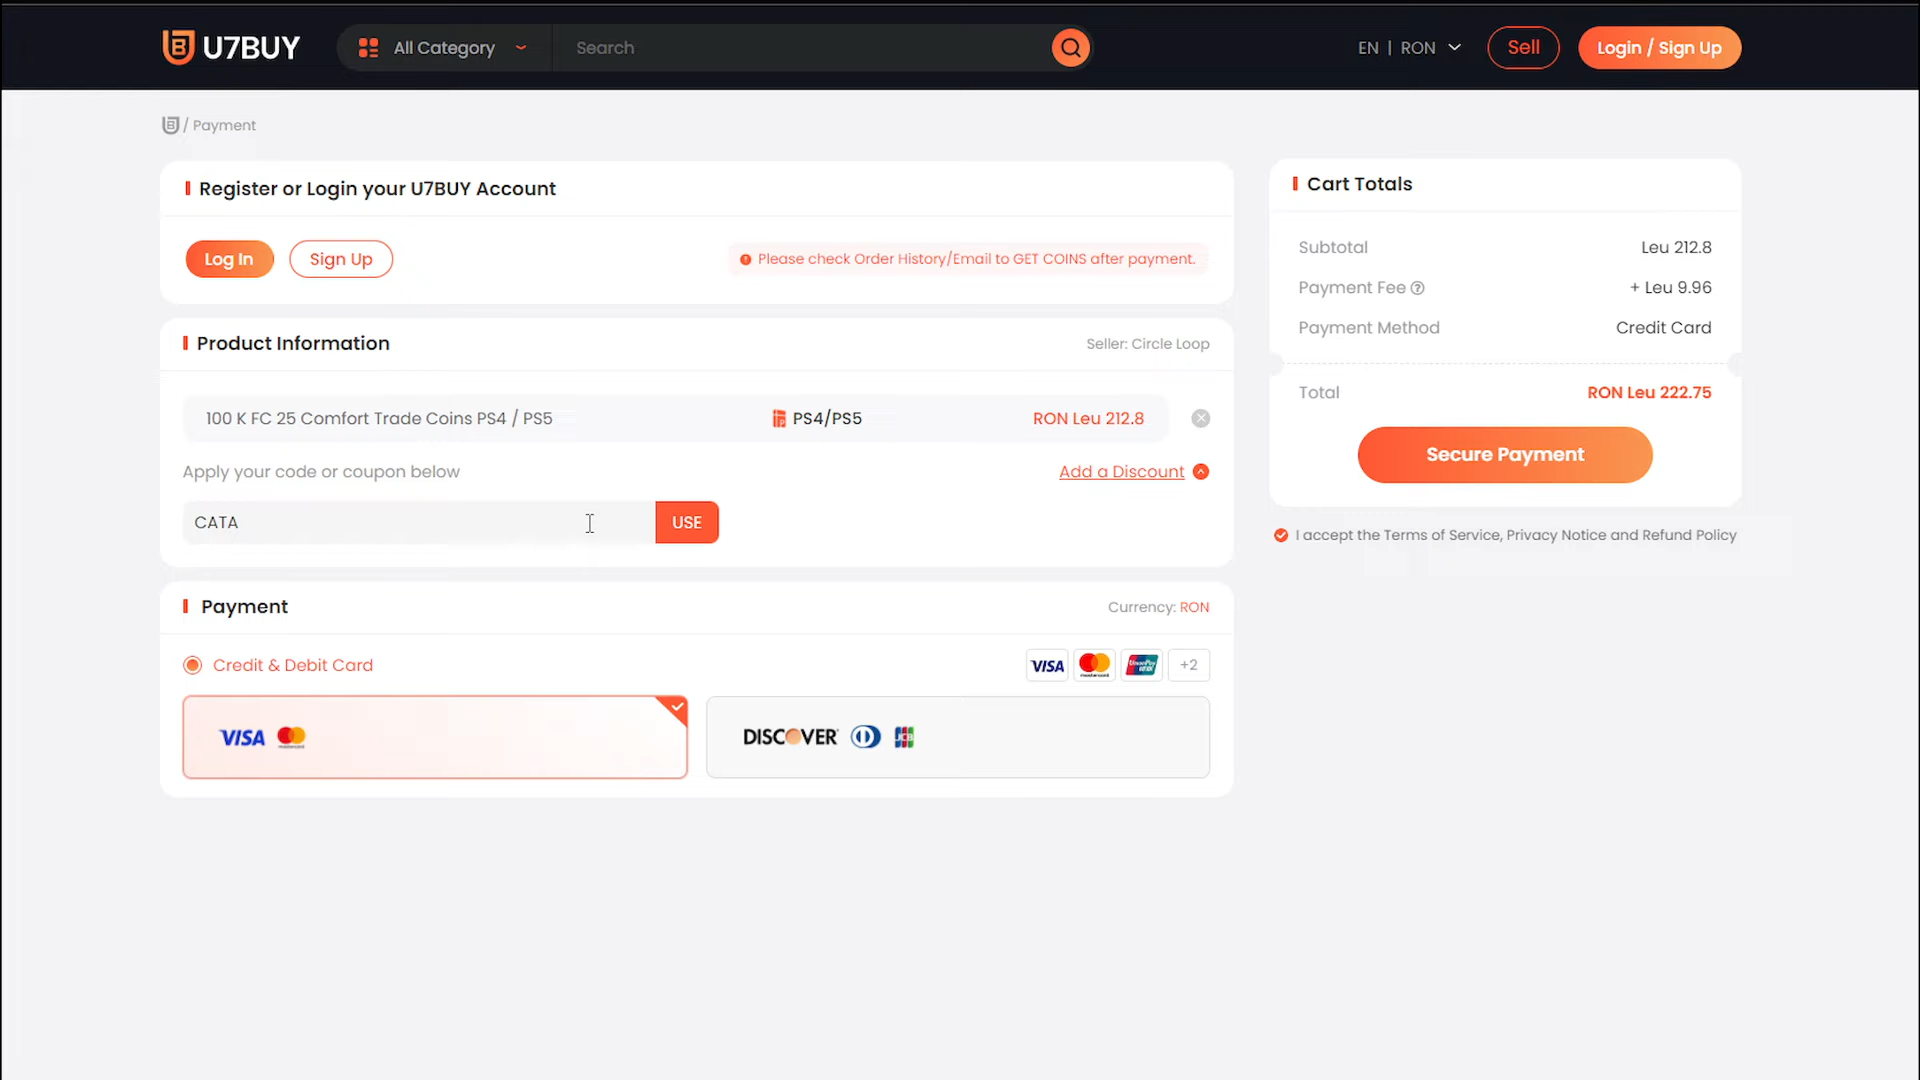 U7BUY
All Category
Search
EN | RON
Sell
Login / Sign Up
/ Payment
Register or Login your U7BUY Account
Log In
Sign Up
Please check Order History/Email to GET COINS after payment.
Product Information
Seller: Circle Loop
100 K FC 25 Comfort Trade Coins PS4 / PS5
PS4/PS5
RON Leu 212.8
Apply your code or coupon below
Add a Discount
CATA
USE
Payment
Currency: RON
Credit & Debit Card
VISA
mastercard
UnionPay
+2
VISA
mastercard
DISCOVER
JCB
Cart Totals
Subtotal
Leu 212.8
Payment Fee
+ Leu 9.96
Payment Method
Credit Card
Total
RON Leu 222.75
Secure Payment
I accept the Terms of Service, Privacy Notice and Refund Policy